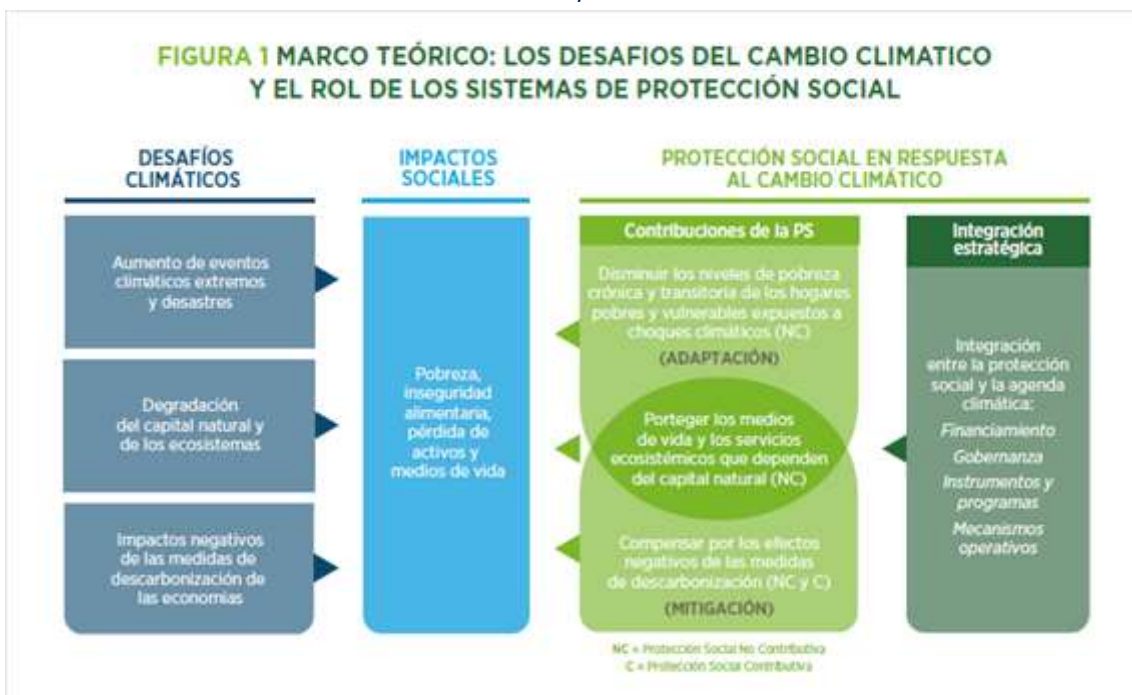 FIGURA 1 MARCO TEÓRICO: LOS DESAFIOS DEL CAMBIO CLIMATICO
Y EL ROL DE LOS SISTEMAS DE PROTECCIÓN SOCIAL
DESAFÍOS
CLIMÁTICOS
Aumento de eventos
climáticos extremos
y desastres
Degradación
del capital natural y
de los ecosistemas
Impactos negativos
de las medidas de
descarbonización de
las economías
IMPACTOS
SOCIALES
Pobreza,
inseguridad
alimentaria,
pérdida de
activos y
medios de vida
PROTECCIÓN SOCIAL EN RESPUESTA
AL CAMBIO CLIMÁTICO
Contribuciones de la PS
Disminuir los niveles de pobreza
crónica y transitoria de los hogares
pobres y vulnerables expuestos a
choques climáticos (NC)
(ADAPTACIÓN)
Porteger los medios
de vida y los servicios
ecosistémicos que dependen
del capital natural (NC)
Compensar por los efectos
negativos de las medidas
de descarbonización (NC y C)
(MITIGACIÓN)
NC = Protección Social No Contributiva
C = Protección Social Contributiva
Integración
estratégica
Integración
entre la protección
social y la agenda
climática:
Financiamiento
Gobernanza
Instrumentos y
programas
Mecanismos
operativos